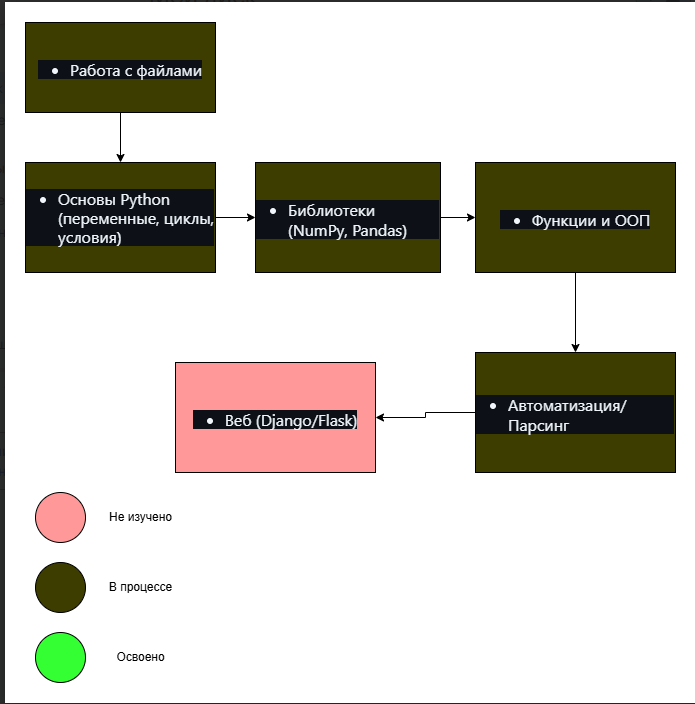 • Работа с файлами
• Основы Python
(переменные, циклы,
условия)
• Библиотеки
(NumPy, Pandas)
• Функции и ООП
• Автоматизация/
Парсинг
• Веб (Django/Flask)
Не изучено
В процессе
Освоено